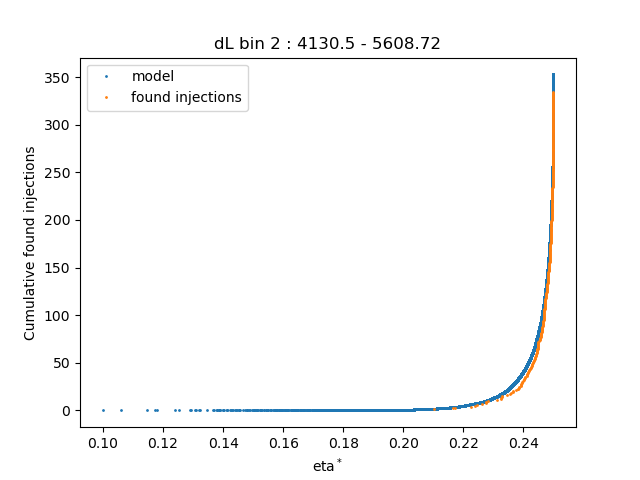 dL bin 2 : 4130.5 - 5608.72
model
found injections
Cumulative found injections
350
300
250
200
150
100
50
0
0.10 0.12 0.14 0.16 0.18 0.20 0.22 0.24
eta*